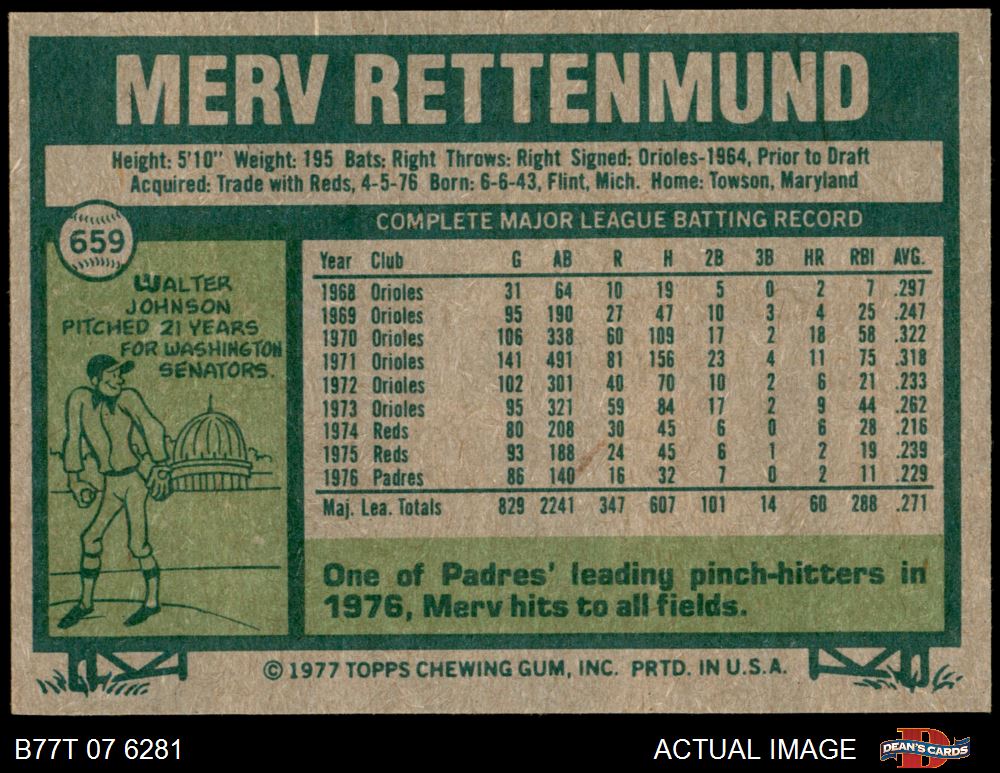 MERV RETTENMUND
Height: 5'10" Weight: 195 Bats: Right Throws: Right Signed: Orioles-1964, Prior to Draft
Acquired: Trade with Reds, 4-5-76 Born: 6-6-43, Flint, Mich. Home: Towson, Maryland
659
WALTER
JOHNSON
PITCHED 21 YEARS
FOR WASHINGTON
SENATORS.
COMPLETE MAJOR LEAGUE BATTING RECORD
Year Club G AB R H 2B 3B HR RBI AVG.
1968 Orioles 31 64 10 19 5 0 2 7 .297
1969 Orioles 95 190 27 47 10 3 4 25 .247
1970 Orioles 106 338 60 109 17 2 18 58 .322
1971 Orioles 141 491 81 156 23 4 11 75 .318
1972 Orioles 102 301 40 70 10 2 6 21 .233
1973 Orioles 95 321 59 84 17 2 9 44 .262
1974 Reds 80 208 30 45 6 0 6 28 .216
1975 Reds 93 188 24 45 6 1 2 19 .239
1976 Padres 86 140 16 32 7 0 2 11 .229
Maj. Lea. Totals 829 2241 347 607 101 14 60 288 .271
One of Padres' leading pinch-hitters in
1976, Merv hits to all fields.
© 1977 TOPPS CHEWING GUM, INC. PRTD. IN U.S.A.
B77T 07 6281 ACTUAL IMAGE
DEAN'S CARDS